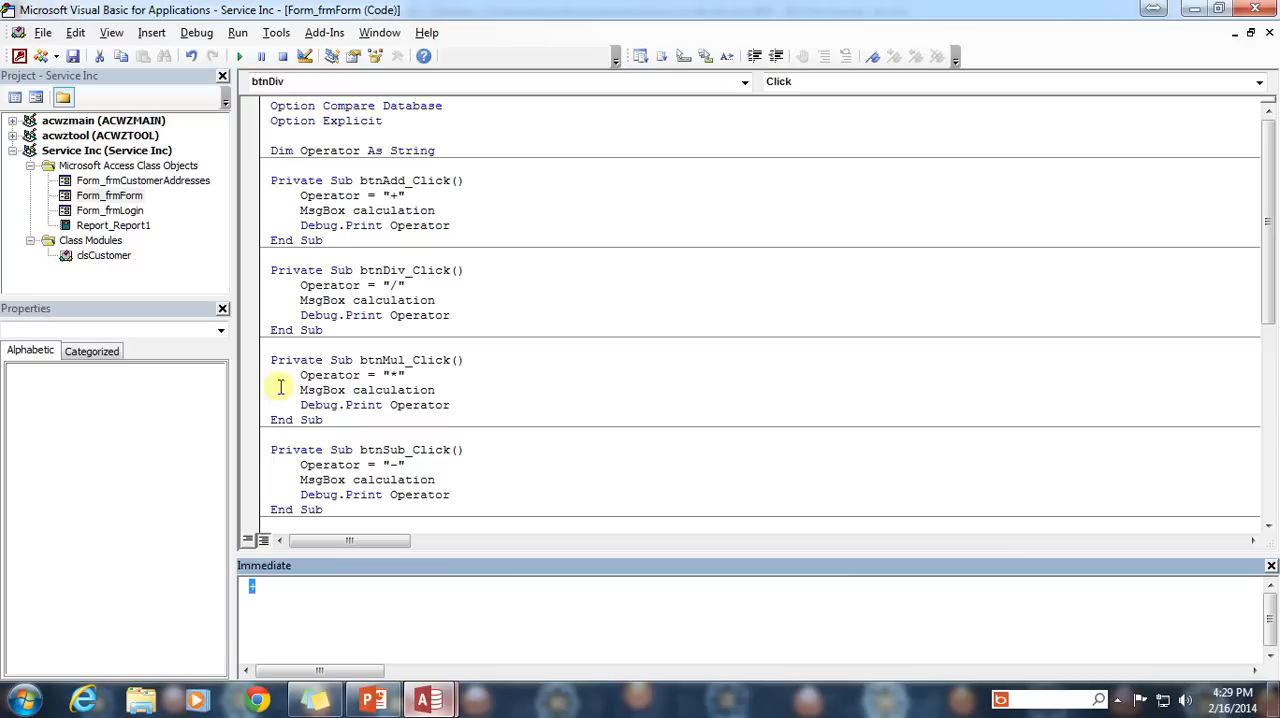 Microsoft Visual Basic for Applications - Service Inc - [Form_frmForm (Code)]
File Edit View Insert Format Debug Run Tools Add-Ins Window Help
Project - Service Inc
acwzmain (ACWZMAIN)
acwztool (ACWZTOOL)
Service Inc (Service Inc)
Microsoft Access Class Objects
Form_frmCustomerAddresses
Form_frmForm
Form_frmLogin
Report_Report1
Class Modules
clsCustomer
Properties
Alphabetic Categorized
btnDiv Click
Option Compare Database
Option Explicit
Dim Operator As String
Private Sub btnAdd_Click()
Operator = "+"
MsgBox calculation
Debug.Print Operator
End Sub
Private Sub btnDiv_Click()
Operator = "/"
MsgBox calculation
Debug.Print Operator
End Sub
Private Sub btnMul_Click()
Operator = "*"
MsgBox calculation
Debug.Print Operator
End Sub
Private Sub btnSub_Click()
Operator = "-"
MsgBox calculation
Debug.Print Operator
End Sub
Immediate
+
4:29 PM
2/16/2014